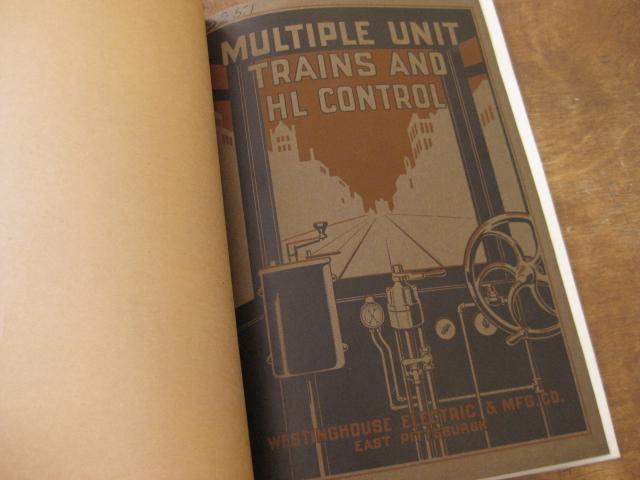 MULTIPLE UNIT
TRAINS AND
HL CONTROL
WESTINGHOUSE ELECTRIC & MFG. CO.
EAST PITTSBURGH